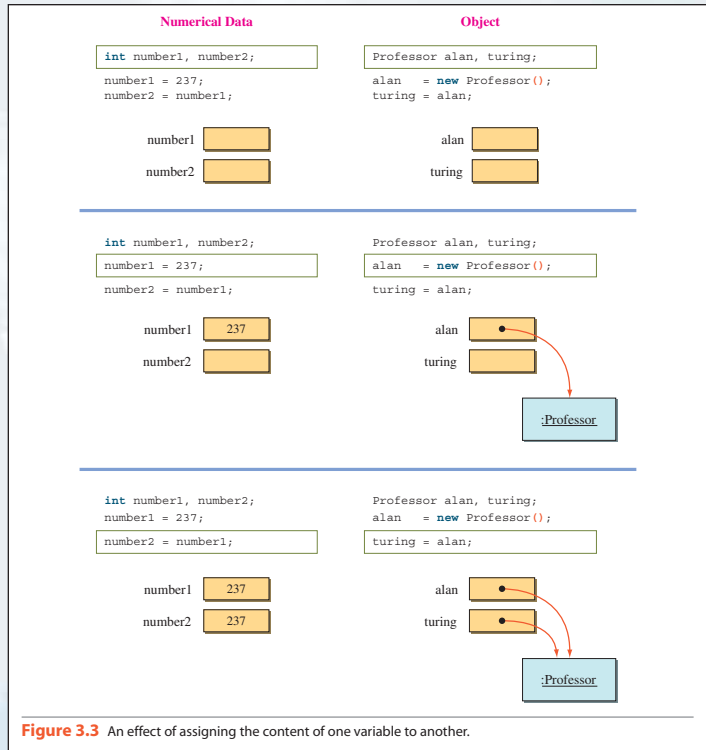 Numerical Data
Object
int number1, number2;
number1 = 237;
number2 = number1;
Professor alan, turing;
alan   = new Professor();
turing = alan;
number1
number2
alan
turing
int number1, number2;
number1 = 237;
number2 = number1;
Professor alan, turing;
alan   = new Professor();
turing = alan;
number1 237
number2
alan
turing
:Professor
int number1, number2;
number1 = 237;
number2 = number1;
Professor alan, turing;
alan   = new Professor();
turing = alan;
number1 237
number2 237
alan
turing
:Professor
Figure 3.3 An effect of assigning the content of one variable to another.